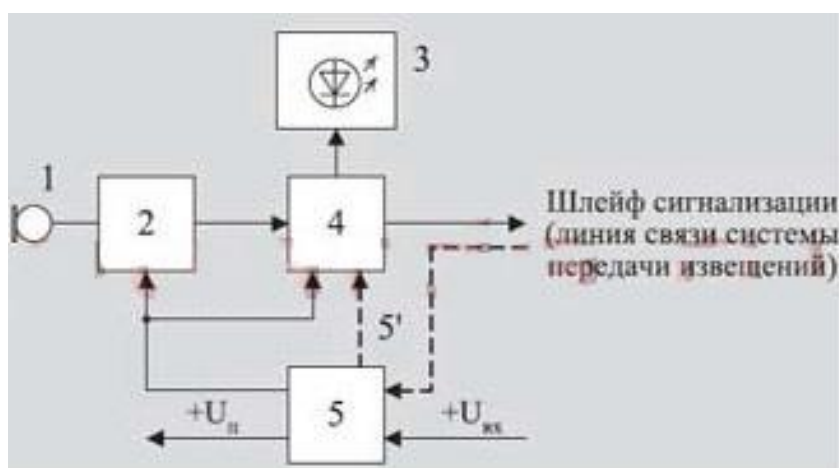 3
1
2
4
Шлейф сигнализации
(линия связи системы
передачи извещений)
5'
5
+Uп
+Uвх